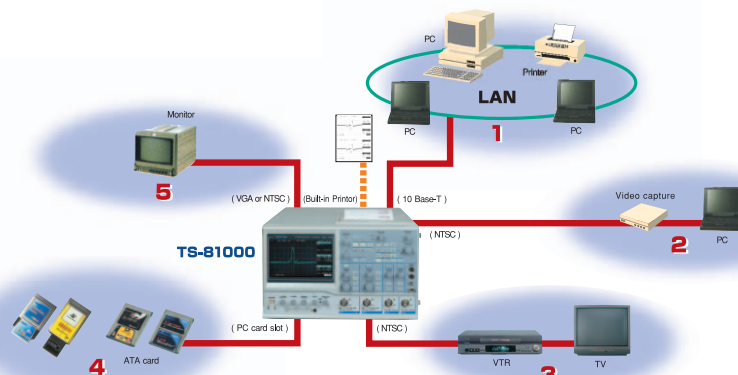 PC
Printer
LAN
PC
1
PC
Monitor
5
( VGA or NTSC )
(Built-in Printor)
( 10 Base-T )
Video capture
2
PC
( NTSC )
TS-81000
( PC card slot )
( NTSC )
4
ATA card
VTR
3
TV